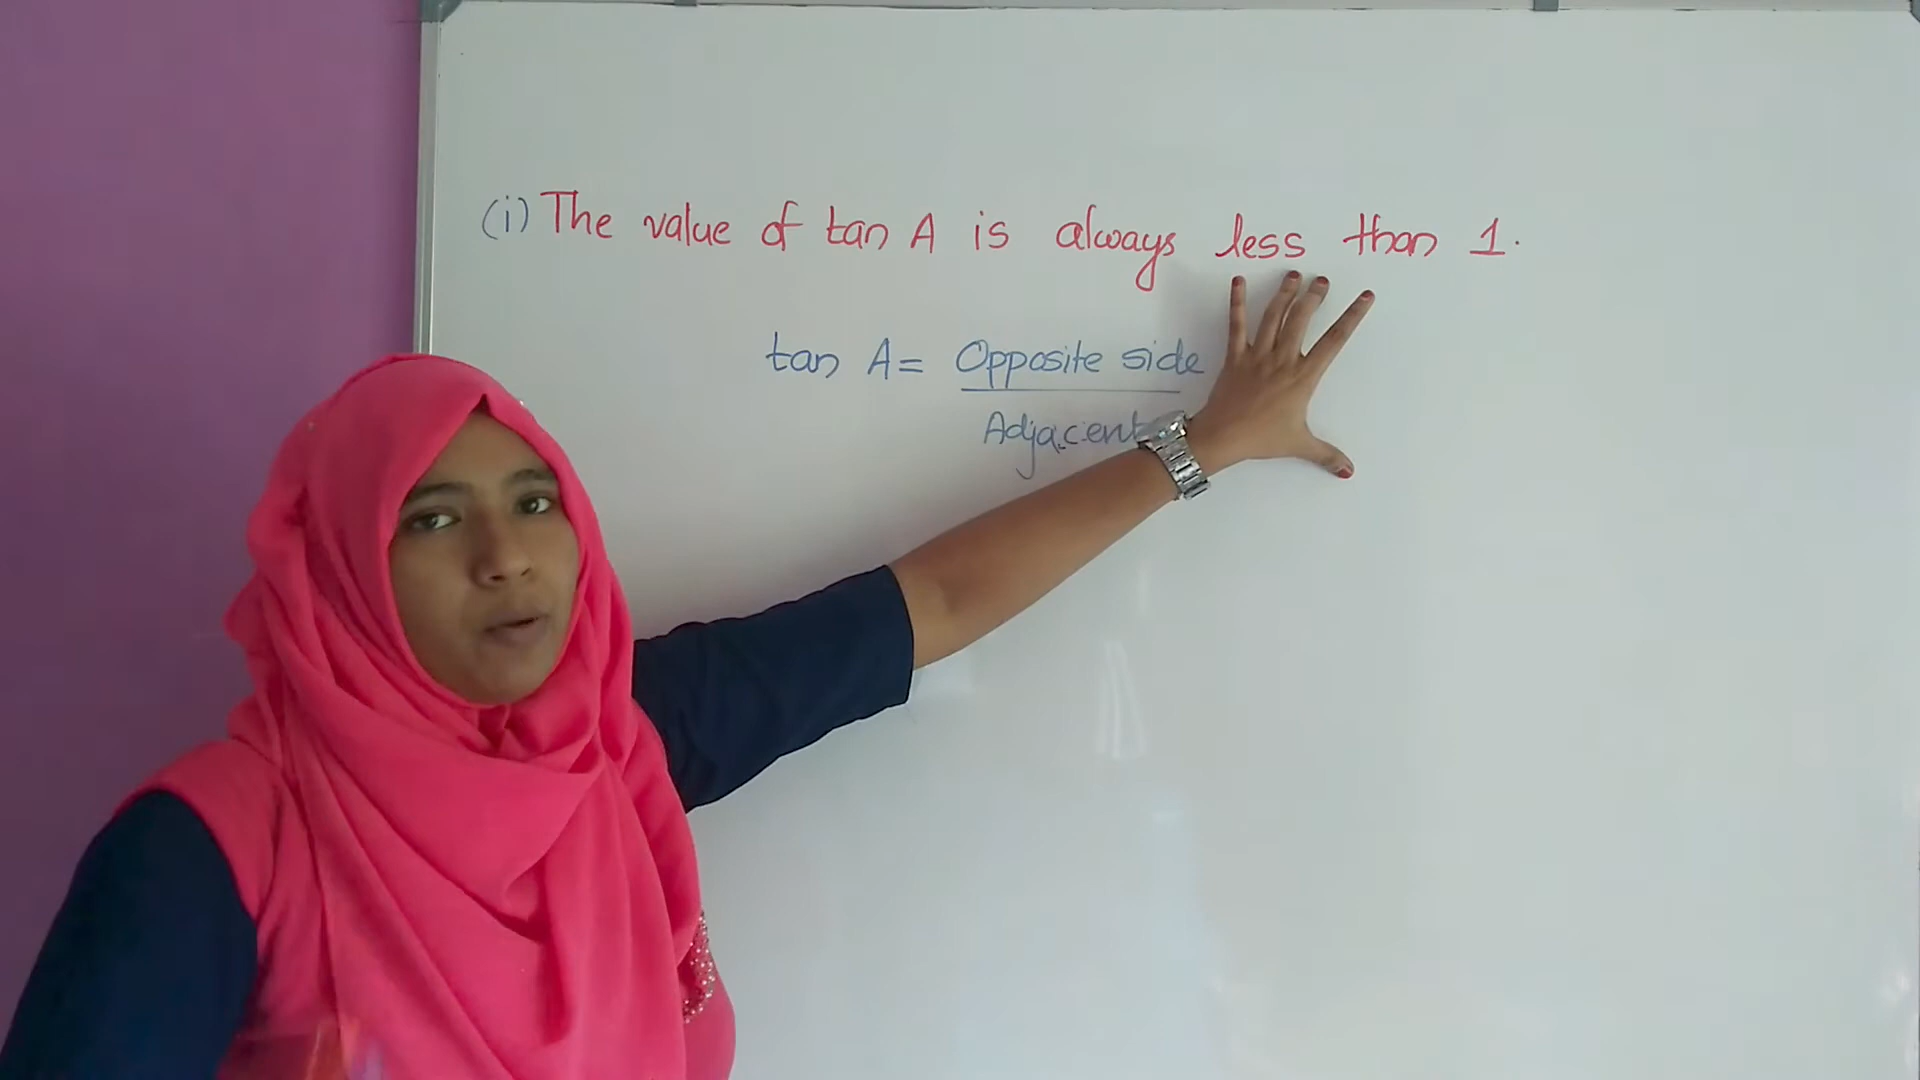 (i) The value of tan A is always less than 1.
tan A = Opposite side
Adjacent